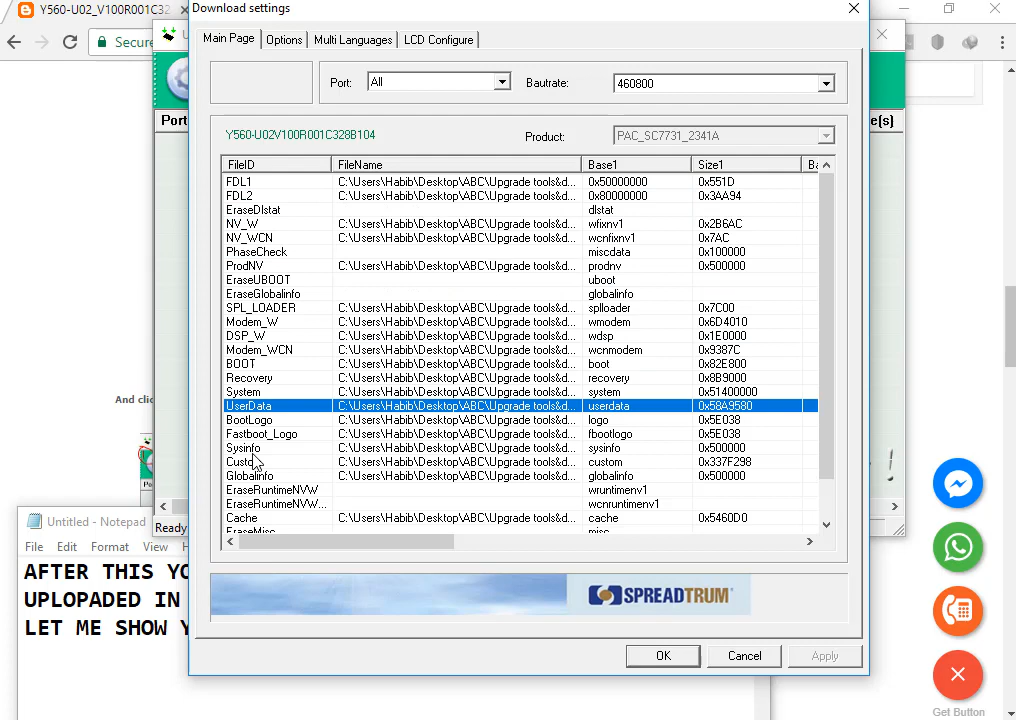 Y560-U02_V100R001C32
Download settings
Secure
Main Page
Options
Multi Languages
LCD Configure
Port:
All
Bautrate:
460800
Port
e(s)
Y560-U02V100R001C328B104
Product:
PAC_SC7731_2341A
FileID FileName Base1 Size1
FDL1 C:\Users\Habib\Desktop\ABC\Upgrade tools&d... 0x50000000 0x551D
FDL2 C:\Users\Habib\Desktop\ABC\Upgrade tools&d... 0x80000000 0x3AA94
EraseDlstat dlstat
NV_W C:\Users\Habib\Desktop\ABC\Upgrade tools&d... wfixnv1 0x2B6AC
NV_WCN C:\Users\Habib\Desktop\ABC\Upgrade tools&d... wcnfixnv1 0x7AC
PhaseCheck miscdata 0x100000
ProdNV C:\Users\Habib\Desktop\ABC\Upgrade tools&d... prodnv 0x500000
EraseUBOOT uboot
EraseGlobalinfo globalinfo
SPL_LOADER C:\Users\Habib\Desktop\ABC\Upgrade tools&d... splloader 0x7C00
Modem_W C:\Users\Habib\Desktop\ABC\Upgrade tools&d... wmodem 0x6D4010
DSP_W C:\Users\Habib\Desktop\ABC\Upgrade tools&d... wdsp 0x1E0000
Modem_WCN C:\Users\Habib\Desktop\ABC\Upgrade tools&d... wcnmodem 0x9387C
BOOT C:\Users\Habib\Desktop\ABC\Upgrade tools&d... boot 0x82E800
Recovery C:\Users\Habib\Desktop\ABC\Upgrade tools&d... recovery 0x8B9000
System C:\Users\Habib\Desktop\ABC\Upgrade tools&d... system 0x51400000
UserData C:\Users\Habib\Desktop\ABC\Upgrade tools&d... userdata 0x58A9580
BootLogo C:\Users\Habib\Desktop\ABC\Upgrade tools&d... logo 0x5E038
Fastboot_Logo C:\Users\Habib\Desktop\ABC\Upgrade tools&d... fbootlogo 0x5E038
Sysinfo C:\Users\Habib\Desktop\ABC\Upgrade tools&d... sysinfo 0x500000
Custo C:\Users\Habib\Desktop\ABC\Upgrade tools&d... custom 0x337F298
Globalinfo C:\Users\Habib\Desktop\ABC\Upgrade tools&d... globalinfo 0x500000
EraseRuntimeNVW wruntimenv1
EraseRuntimeNVW... wcnruntimenv1
Cache C:\Users\Habib\Desktop\ABC\Upgrade tools&d... cache 0x5460D0
EraseMisc misc
And clic
Ready
SPREADTRUM
OK
Cancel
Apply
Untitled - Notepad
File Edit Format View
AFTER THIS YO
UPLOPADED IN
LET ME SHOW Y
Get Button